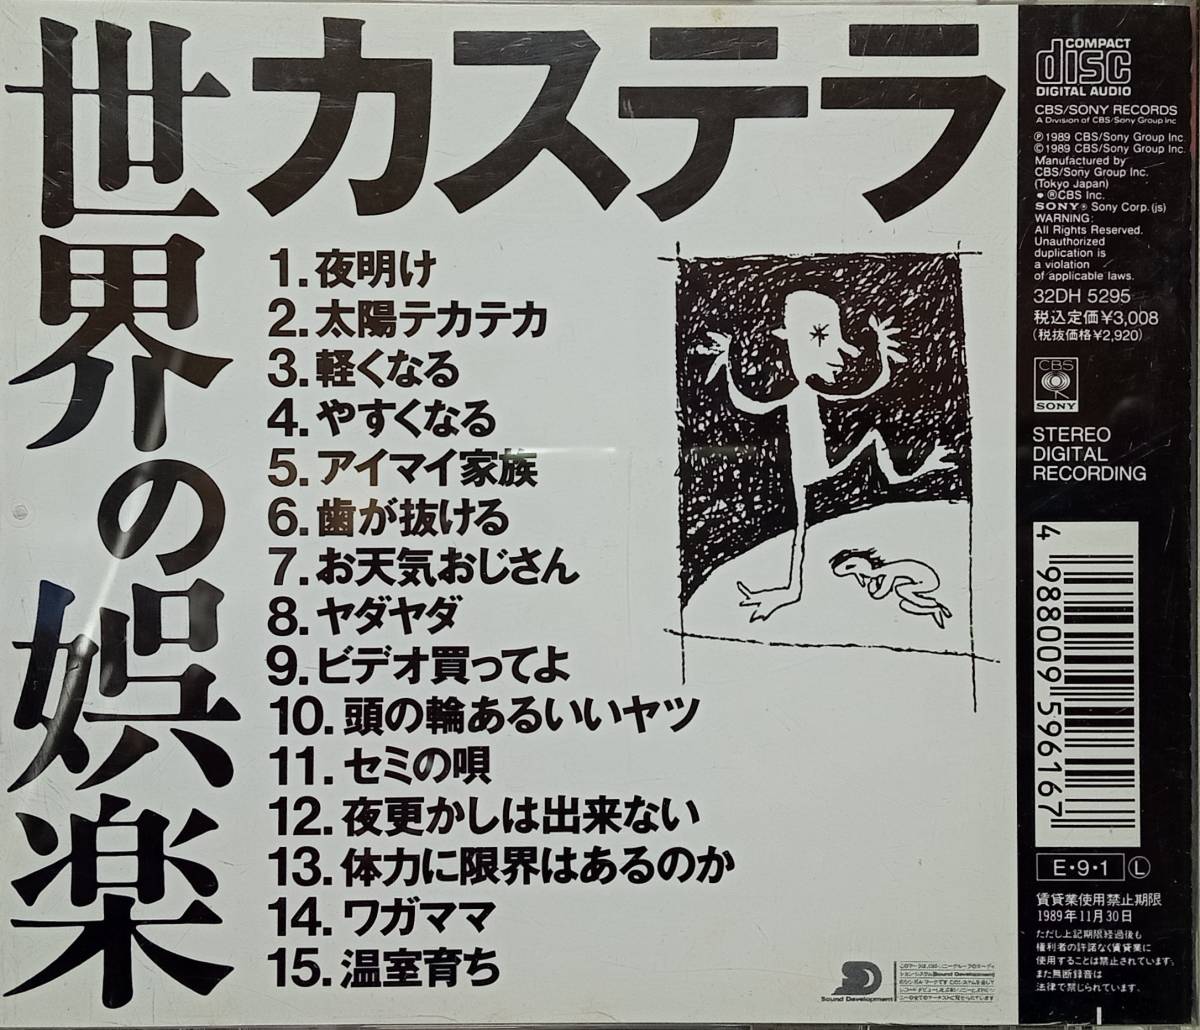 世界の娯楽
カステラ
1.夜明け
2.太陽テカテカ
3.軽くなる
4.やすくなる
5.アイマイ家族
6.歯が抜ける
7.お天気おじさん
8.ヤダヤダ
9.ビデオ買ってよ
10.頭の輪あるいいヤツ
11.セミの唄
12.夜更かしは出来ない
13.体力に限界はあるのか
14.ワガママ
15.温室育ち
Sound Development
COMPACT
disc
DIGITAL AUDIO
CBS/SONY RECORDS
A Division of CBS/Sony Group Inc
Ⓟ1989 CBS/Sony Group Inc.
©1989 CBS/Sony Group Inc.
Manufactured by
CBS/Sony Group Inc.
(Tokyo Japan)
®CBS Inc.
SONY® Sony Corp.(js)
WARNING:
All Rights Reserved.
Unauthorized
duplication is
a violation
of applicable laws.
32DH 5295
税込定価¥3,008
(税抜価格¥2,920)
CBS
SONY
STEREO
DIGITAL
RECORDING
4 988009 596167
E・9・1 Ⓛ
賃貸業使用禁止期限
1989年11月30日
ただし上記期限経過後も
権利者の許諾なく賃貸業に
使用することは禁止されています。
また無断録音は
法律で禁じられています。